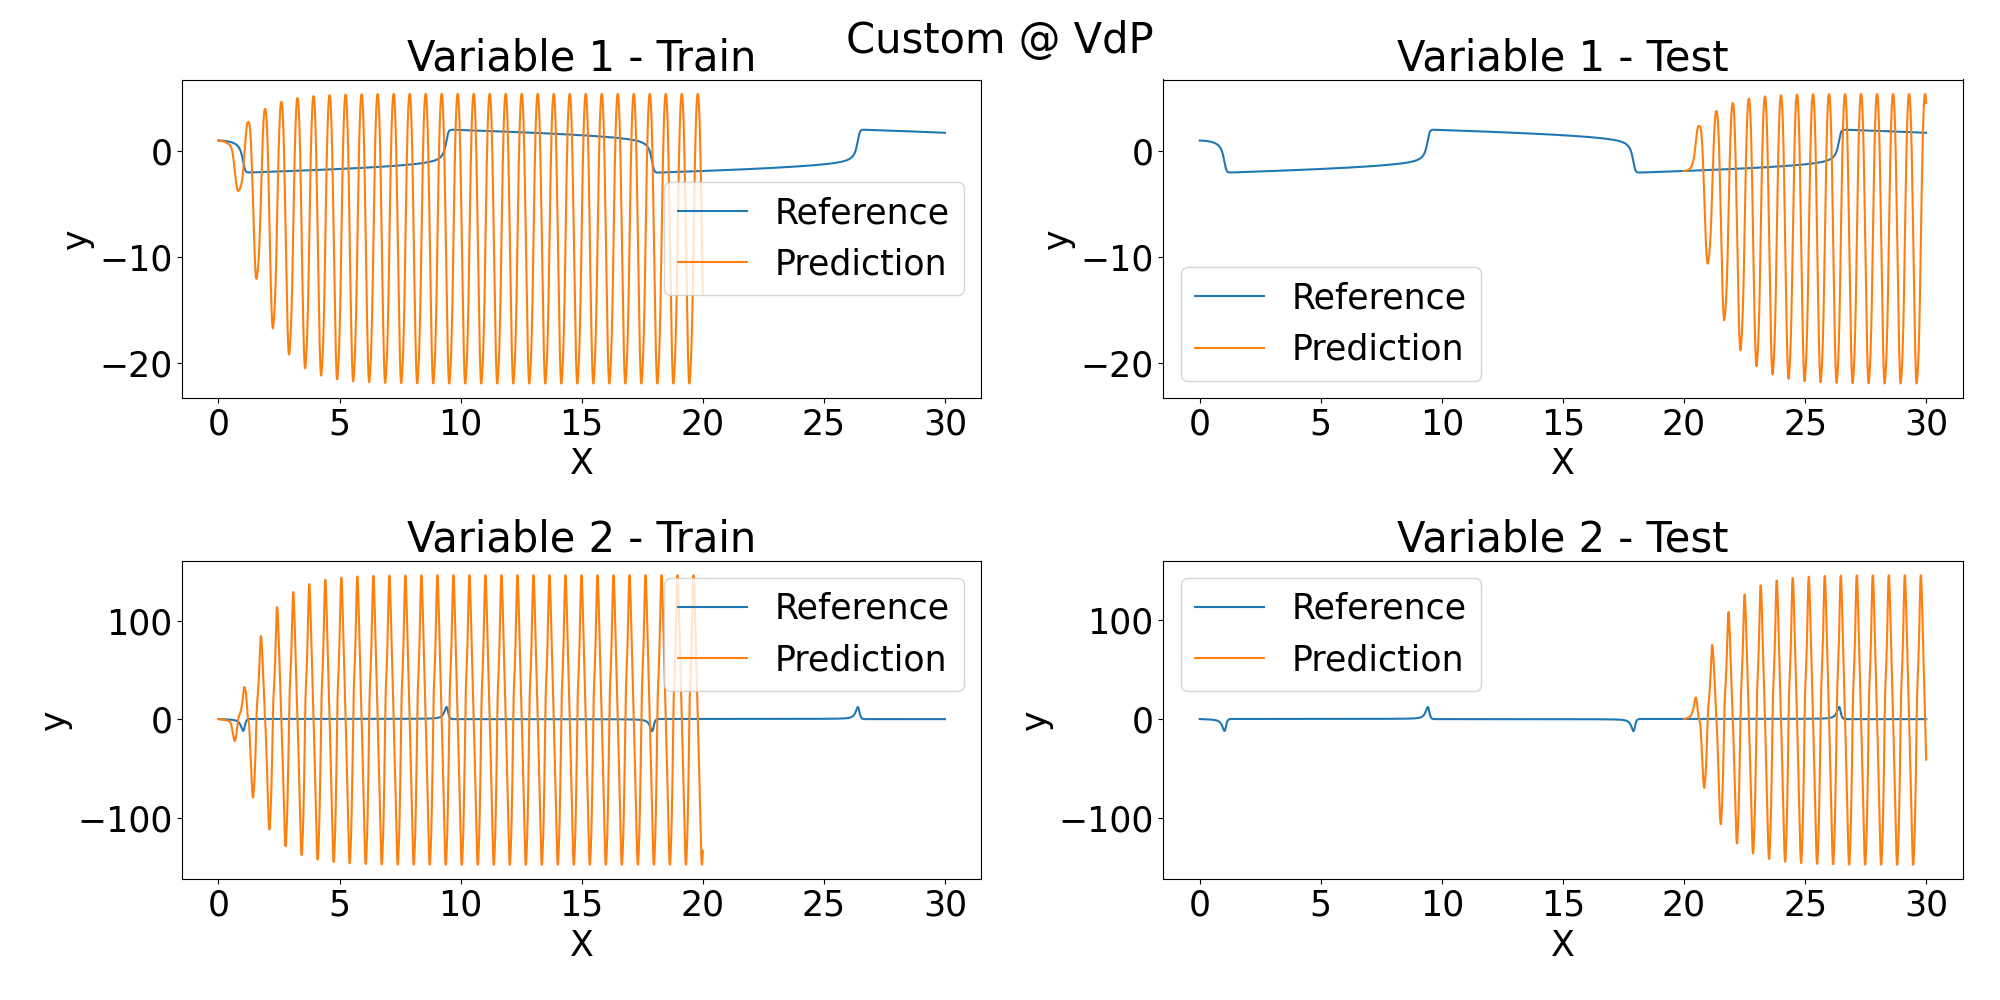 Custom @ VdP
Variable 1 - Train
0
−10
−20
y
Reference
Prediction
0 5 10 15 20 25 30
X
Variable 1 - Test
0
−10
−20
y
Reference
Prediction
0 5 10 15 20 25 30
X
Variable 2 - Train
100
0
−100
y
Reference
Prediction
0 5 10 15 20 25 30
X
Variable 2 - Test
100
0
−100
y
Reference
Prediction
0 5 10 15 20 25 30
X